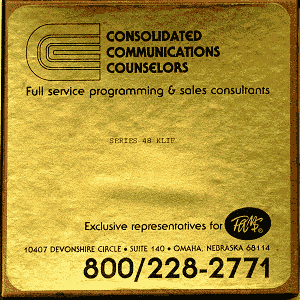 CONSOLIDATED
COMMUNICATIONS
COUNSELORS
Full service programming & sales consultants
SERIES 48 KLIF
Exclusive representatives for PAMS®
10407 DEVONSHIRE CIRCLE • SUITE 140 • OMAHA, NEBRASKA 68114
800/228-2771